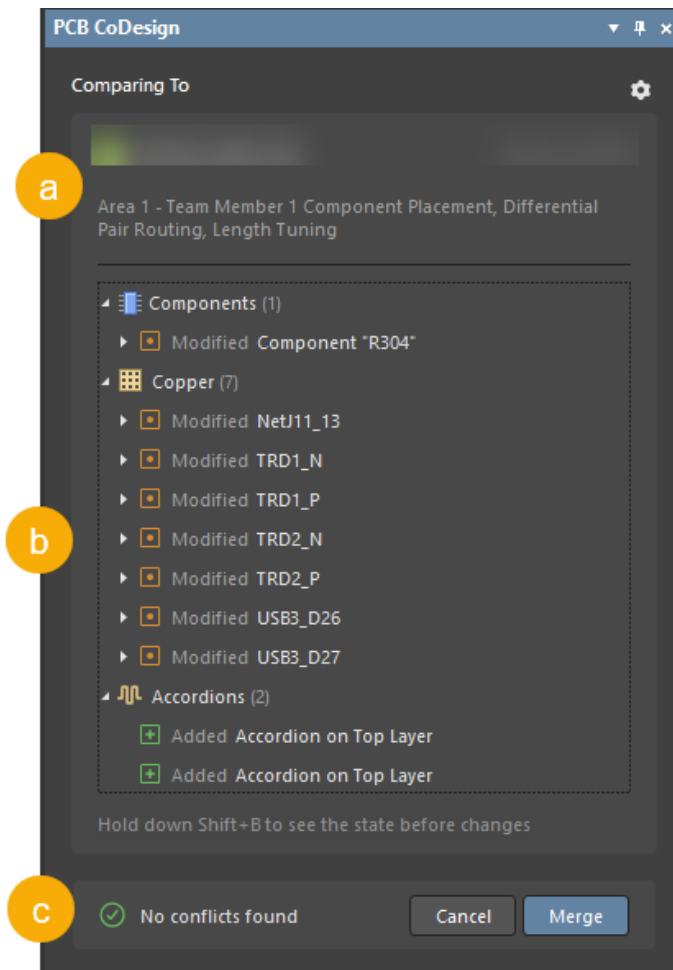 PCB CoDesign
Comparing To
a
Area 1 - Team Member 1 Component Placement, Differential
Pair Routing, Length Tuning
Components (1)
Modified Component "R304"
Copper (7)
Modified NetJ11_13
Modified TRD1_N
Modified TRD1_P
Modified TRD2_N
b
Modified TRD2_P
Modified USB3_D26
Modified USB3_D27
Accordions (2)
Added Accordion on Top Layer
Added Accordion on Top Layer
Hold down Shift+B to see the state before changes
c
No conflicts found
Cancel
Merge